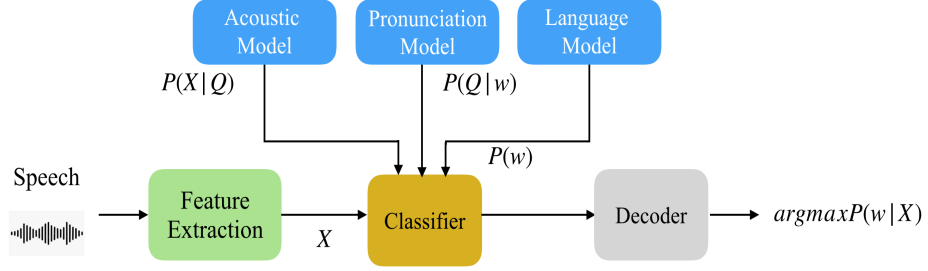 Acoustic
Model
Pronunciation
Model
Language
Model
P(X|Q)
P(Q|w)
P(w)
Speech
Feature
Extraction
X
Classifier
Decoder
argmaxP(w|X)